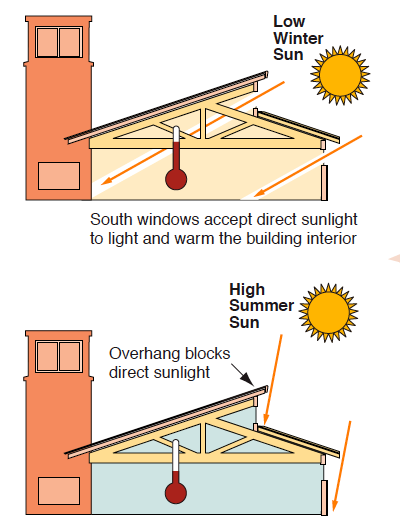 Low
Winter
Sun
South windows accept direct sunlight
to light and warm the building interior
High
Summer
Sun
Overhang blocks
direct sunlight